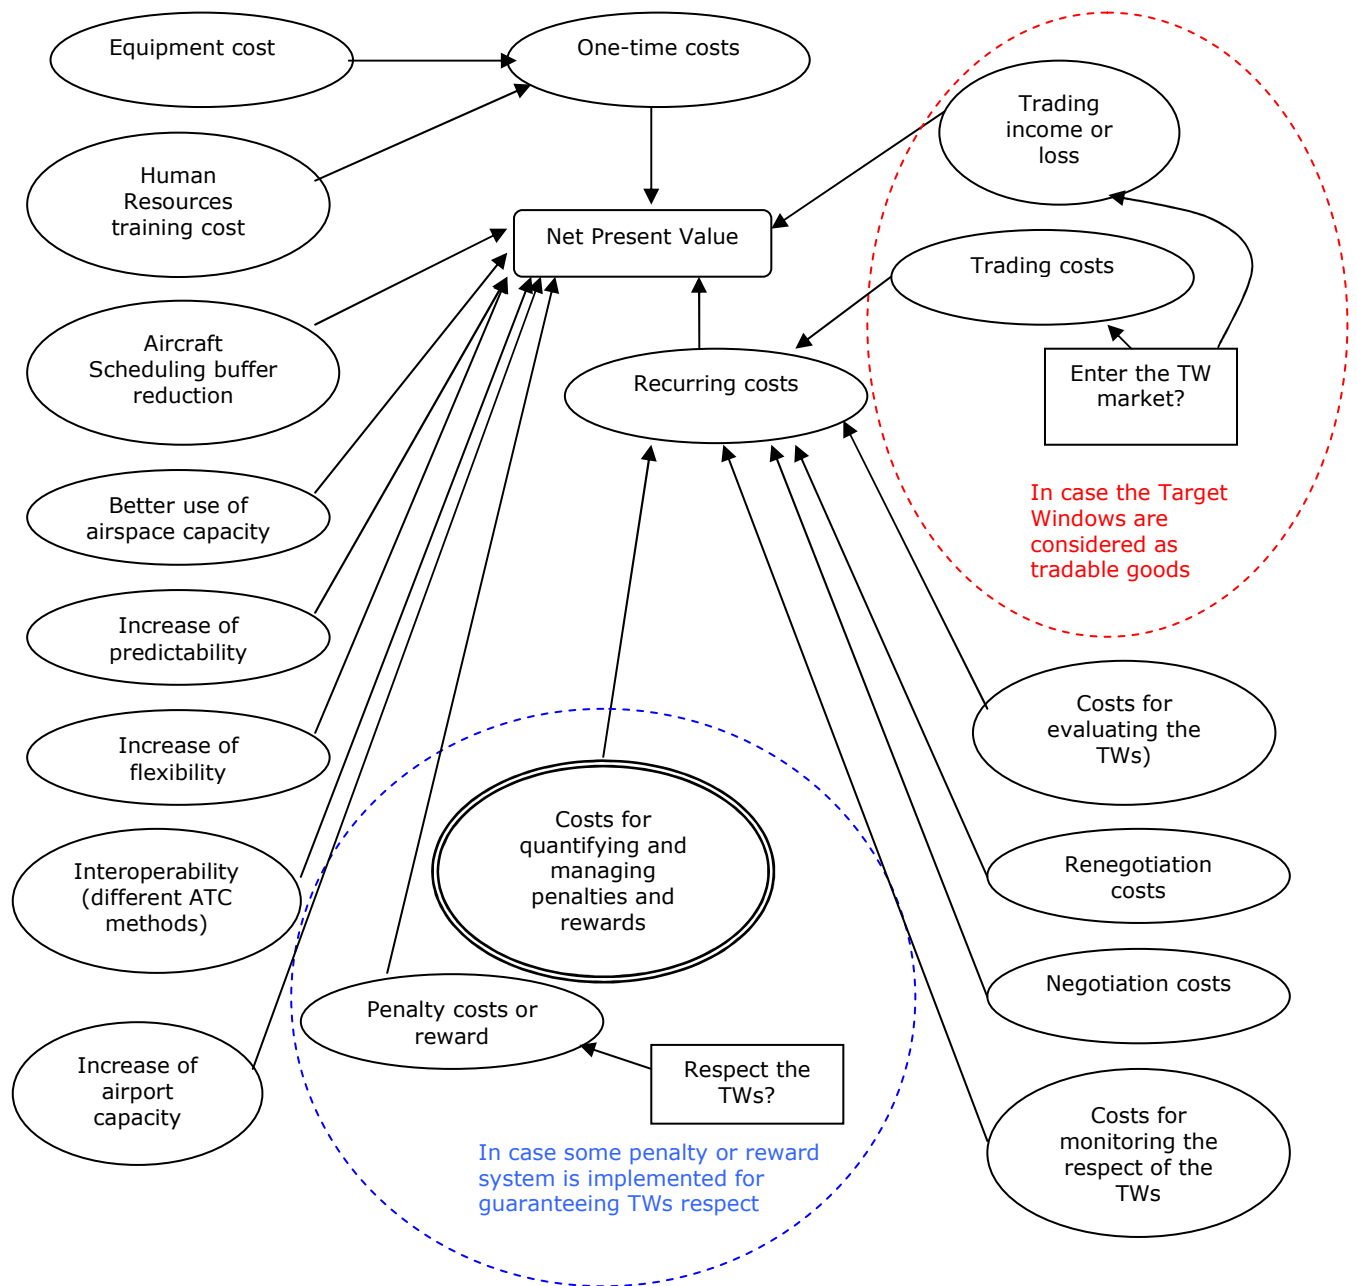 Equipment cost
One-time costs
Trading
income or
loss
Human
Resources
training cost
Net Present Value
Trading costs
Aircraft
Scheduling buffer
reduction
Recurring costs
Enter the TW
market?
Better use of
airspace capacity
In case the Target
Windows are
considered as
tradable goods
Increase of
predictability
Increase of
flexibility
Costs for
evaluating the
TWs)
Costs for
quantifying and
managing
penalties and
rewards
Interoperability
(different ATC
methods)
Renegotiation
costs
Negotiation costs
Penalty costs or
reward
Increase of
airport
capacity
Respect the
TWs?
Costs for
monitoring the
respect of the
TWs
In case some penalty or reward
system is implemented for
guaranteeing TWs respect